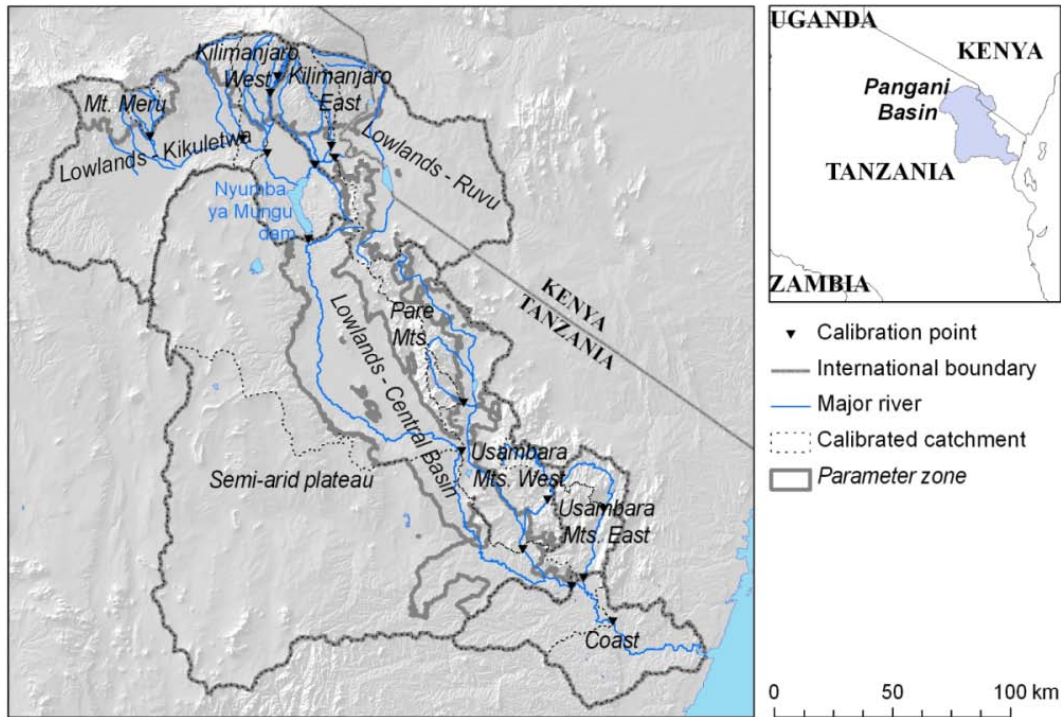 Kilimanjaro
West
Kilimanjaro
East
Mt. Meru
Lowlands - Kikuletwa
Lowlands - Ruvu
Nyumba
ya Mungu
dam
KENYA
TANZANIA
Pare
Mts.
Lowlands - Central Basin
Semi-arid plateau
Usambara
Mts. West
Usambara
Mts. East
Coast
UGANDA
KENYA
Pangani
Basin
TANZANIA
ZAMBIA
Calibration point
International boundary
Major river
Calibrated catchment
Parameter zone
0 50 100 km